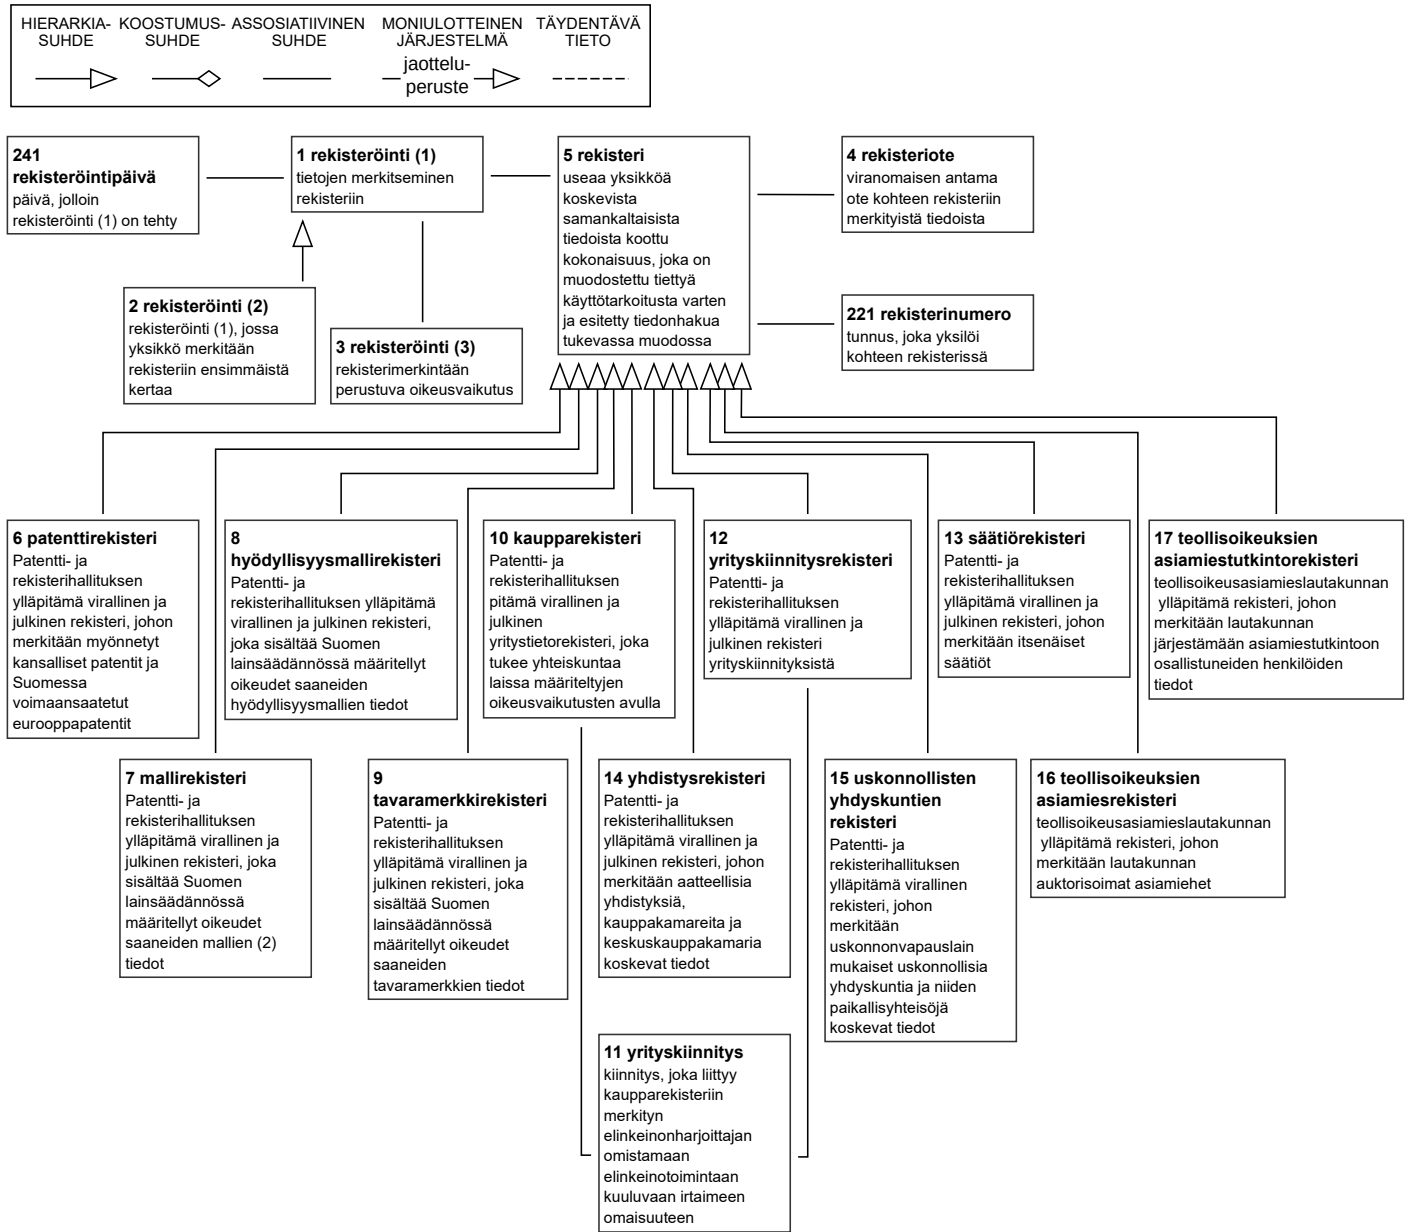 HIERARKIA-
SUHDE
KOOSTUMUS-
SUHDE
ASSOSIATIIVINEN
SUHDE
MONIULOTTEINEN
JÄRJESTELMÄ
TÄYDENTÄVÄ
TIETO
jaottelu-
peruste
241
rekisteröintipäivä
päivä, jolloin
rekisteröinti (1) on tehty
1 rekisteröinti (1)
tietojen merkitseminen
rekisteriin
5 rekisteri
useaa yksikköä
koskevista
samankaltaisista
tiedoista koottu
kokonaisuus, joka on
muodostettu tiettyä
käyttötarkoitusta varten
ja esitetty tiedonhakua
tukevassa muodossa
4 rekisteriote
viranomaisen antama
ote kohteen rekisteriin
merkityistä tiedoista
2 rekisteröinti (2)
rekisteröinti (1), jossa
yksikkö merkitään
rekisteriin ensimmäistä
kertaa
3 rekisteröinti (3)
rekisterimerkintään
perustuva oikeusvaikutus
221 rekisterinumero
tunnus, joka yksilöi
kohteen rekisterissä
6 patenttirekisteri
Patentti- ja
rekisterihallituksen
ylläpitämä virallinen ja
julkinen rekisteri, johon
merkitään myönnetyt
kansalliset patentit ja
Suomessa
voimaansaatetut
eurooppapatentit
8
hyödyllisyysmallirekisteri
Patentti- ja
rekisterihallituksen ylläpitämä
virallinen ja julkinen rekisteri,
joka sisältää Suomen
lainsäädännössä määritellyt
oikeudet saaneiden
hyödyllisyysmallien tiedot
10 kaupparekisteri
Patentti- ja
rekisterihallituksen
pitämä virallinen ja
julkinen
yritystietorekisteri, joka
tukee yhteiskuntaa
laissa määriteltyjen
oikeusvaikutusten avulla
12
yrityskiinnitysrekisteri
Patentti- ja
rekisterihallituksen
ylläpitämä virallinen ja
julkinen rekisteri
yrityskiinnityksistä
13 säätiörekisteri
Patentti- ja
rekisterihallituksen
ylläpitämä virallinen ja
julkinen rekisteri, johon
merkitään itsenäiset
säätiöt
17 teollisoikeuksien
asiamiestutkintorekisteri
teollisoikeusasiamieslautakunnan
ylläpitämä rekisteri, johon
merkitään lautakunnan
järjestämään asiamiestutkintoon
osallistuneiden henkilöiden
tiedot
7 mallirekisteri
Patentti- ja
rekisterihallituksen
ylläpitämä virallinen ja
julkinen rekisteri, joka
sisältää Suomen
lainsäädännössä
määritellyt oikeudet
saaneiden mallien (2)
tiedot
9
tavaramerkkirekisteri
Patentti- ja
rekisterihallituksen
ylläpitämä virallinen ja
julkinen rekisteri, joka
sisältää Suomen
lainsäädännössä
määritellyt oikeudet
saaneiden
tavaramerkkien tiedot
14 yhdistysrekisteri
Patentti- ja
rekisterihallituksen
ylläpitämä virallinen ja
julkinen rekisteri, johon
merkitään aatteellisia
yhdistyksiä,
kauppakamareita ja
keskuskauppakamaria
koskevat tiedot
15 uskonnollisten
yhdyskuntien
rekisteri
Patentti- ja
rekisterihallituksen
ylläpitämä virallinen
rekisteri, johon
merkitään
uskonnonvapauslain
mukaiset uskonnollisia
yhdyskuntia ja niiden
paikallisyhteisöjä
koskevat tiedot
16 teollisoikeuksien
asiamiesrekisteri
teollisoikeusasiamieslautakunnan
ylläpitämä rekisteri, johon
merkitään lautakunnan
auktorisoimat asiamiehet
11 yrityskiinnitys
kiinnitys, joka liittyy
kaupparekisteriin
merkityn
elinkeinonharjoittajan
omistamaan
elinkeinotoimintaan
kuuluvaan irtaimeen
omaisuuteen